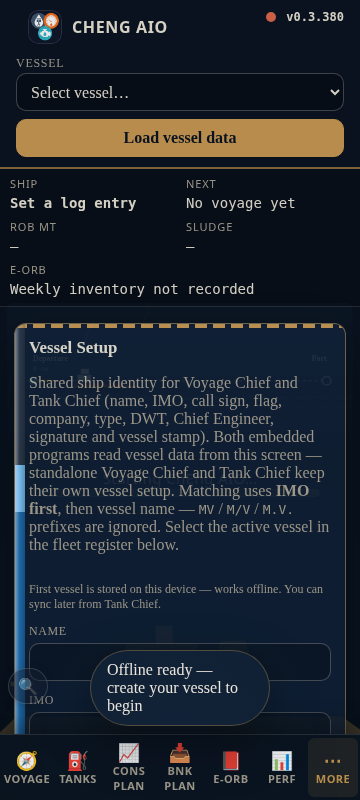 CHENG AIO
v0.3.380
VESSEL
Select vessel…
Load vessel data
SHIP
Set a log entry
NEXT
No voyage yet
ROB MT
—
SLUDGE
—
E-ORB
Weekly inventory not recorded
Vessel Setup
Shared ship identity for Voyage Chief and
Tank Chief (name, IMO, call sign, flag,
company, type, DWT, Chief Engineer,
signature and vessel stamp). Both embedded
programs read vessel data from this screen —
standalone Voyage Chief and Tank Chief keep
their own vessel setup. Matching uses IMO
first, then vessel name — MV / M/V / M.V.
prefixes are ignored. Select the active vessel in
the fleet register below.
First vessel is stored on this device — works offline. You can
sync later from Tank Chief.
NAME
IMO
Offline ready —
create your vessel to
begin
VOYAGE
TANKS
CONS
PLAN
BNK
PLAN
E-ORB
PERF
MORE